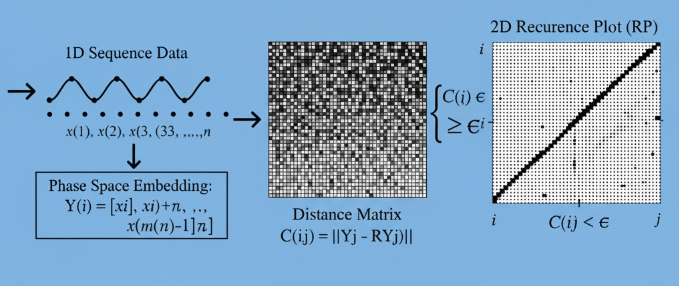 1D Sequence Data
x(1), x(2), x(3, (33, ,....,n
Phase Space Embedding:
Y(i) = [xi], xi)+n, ..,
x(m(n)-1]n]
Distance Matrix
C(i,j) = ||Yj - RYj)||
C(i) ϵ
≥ ϵi
2D Recurence Plot (RP)
i
i
C(ij < ϵ
j